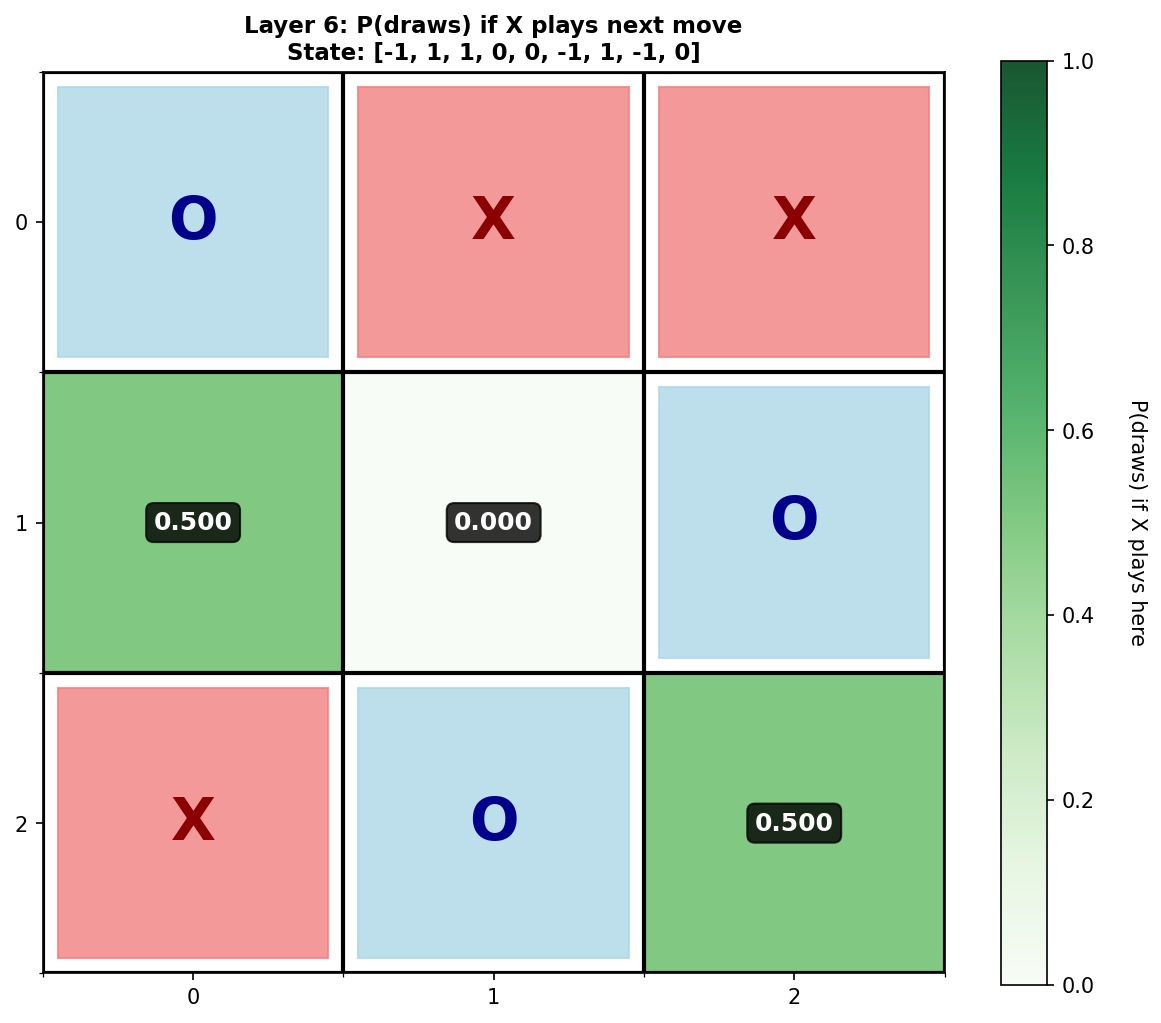 Layer 6: P(draws) if X plays next move
State: [-1, 1, 1, 0, 0, -1, 1, -1, 0]
0
O
X
X
1
0.500
0.000
O
2
X
O
0.500
0
1
2
1.0
0.8
0.6
0.4
0.2
0.0
P(draws) if X plays here